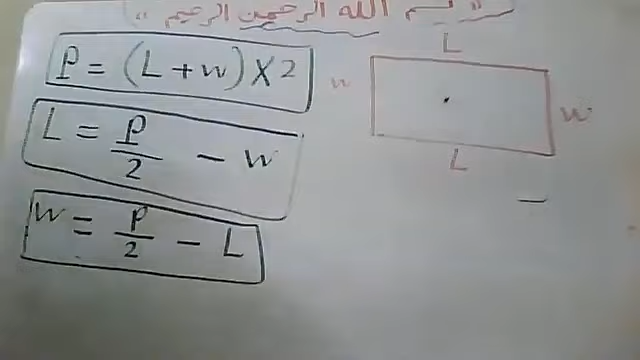 " بسم الله الرحمن الرحيم "
P = (L + w) X 2
L = P/2 - w
w = P/2 - L
L
w
w
L